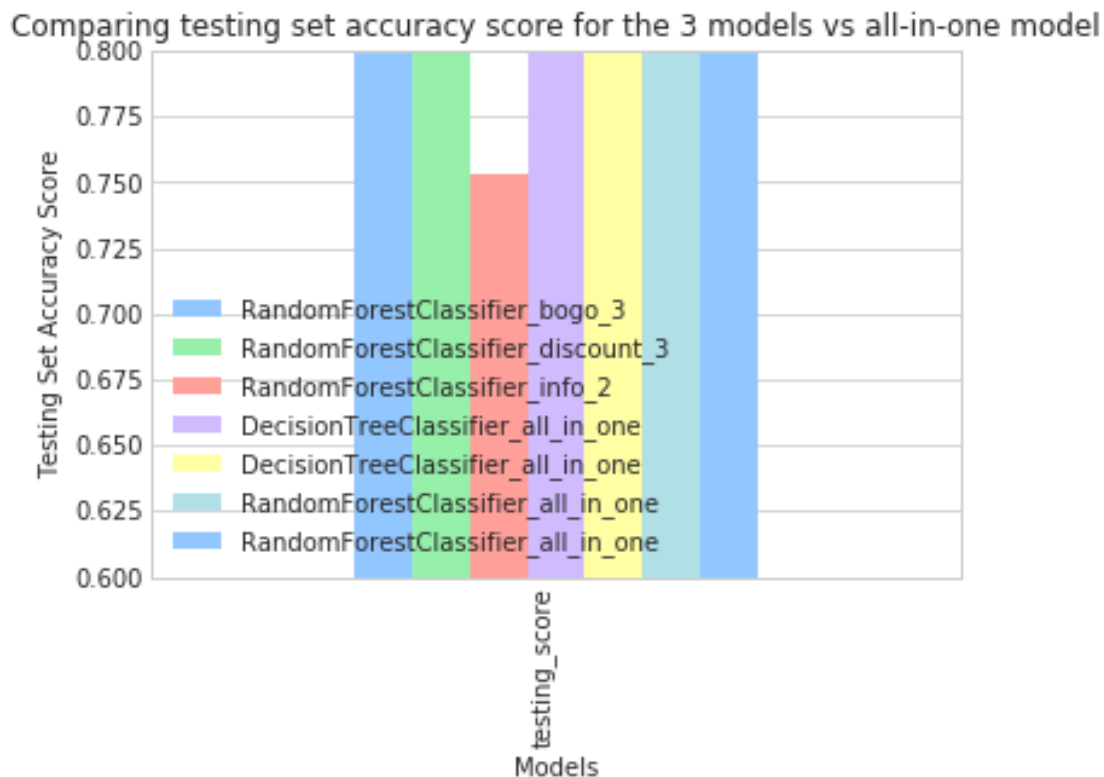 Comparing testing set accuracy score for the 3 models vs all-in-one model
0.800
0.775
0.750
0.725
0.700
0.675
0.650
0.625
0.600
Testing Set Accuracy Score
RandomForestClassifier_bogo_3
RandomForestClassifier_discount_3
RandomForestClassifier_info_2
DecisionTreeClassifier_all_in_one
DecisionTreeClassifier_all_in_one
RandomForestClassifier_all_in_one
RandomForestClassifier_all_in_one
testing_score
Models